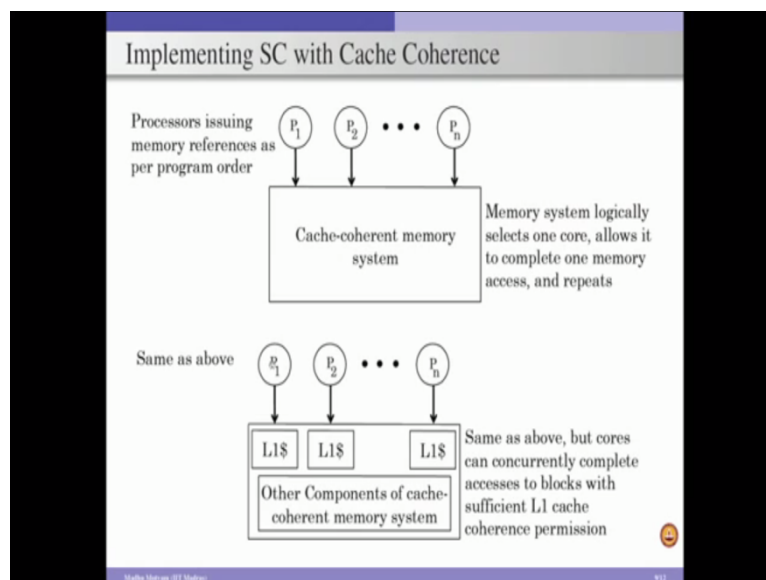 Implementing SC with Cache Coherence
Processors issuing
memory references as
per program order
P1 P2 • • • Pn
Cache-coherent memory
system
Memory system logically
selects one core, allows it
to complete one memory
access, and repeats
Same as above
P1 P2 • • • Pn
L1$ L1$ L1$
Other Components of cache-
coherent memory system
Same as above, but cores
can concurrently complete
accesses to blocks with
sufficient L1 cache
coherence permission